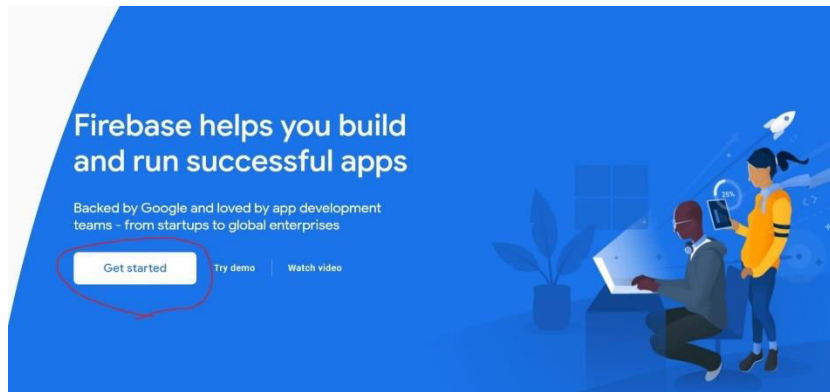 Firebase helps you build
and run successful apps
Backed by Google and loved by app development
teams - from startups to global enterprises
Get started
Try demo
Watch video
25%